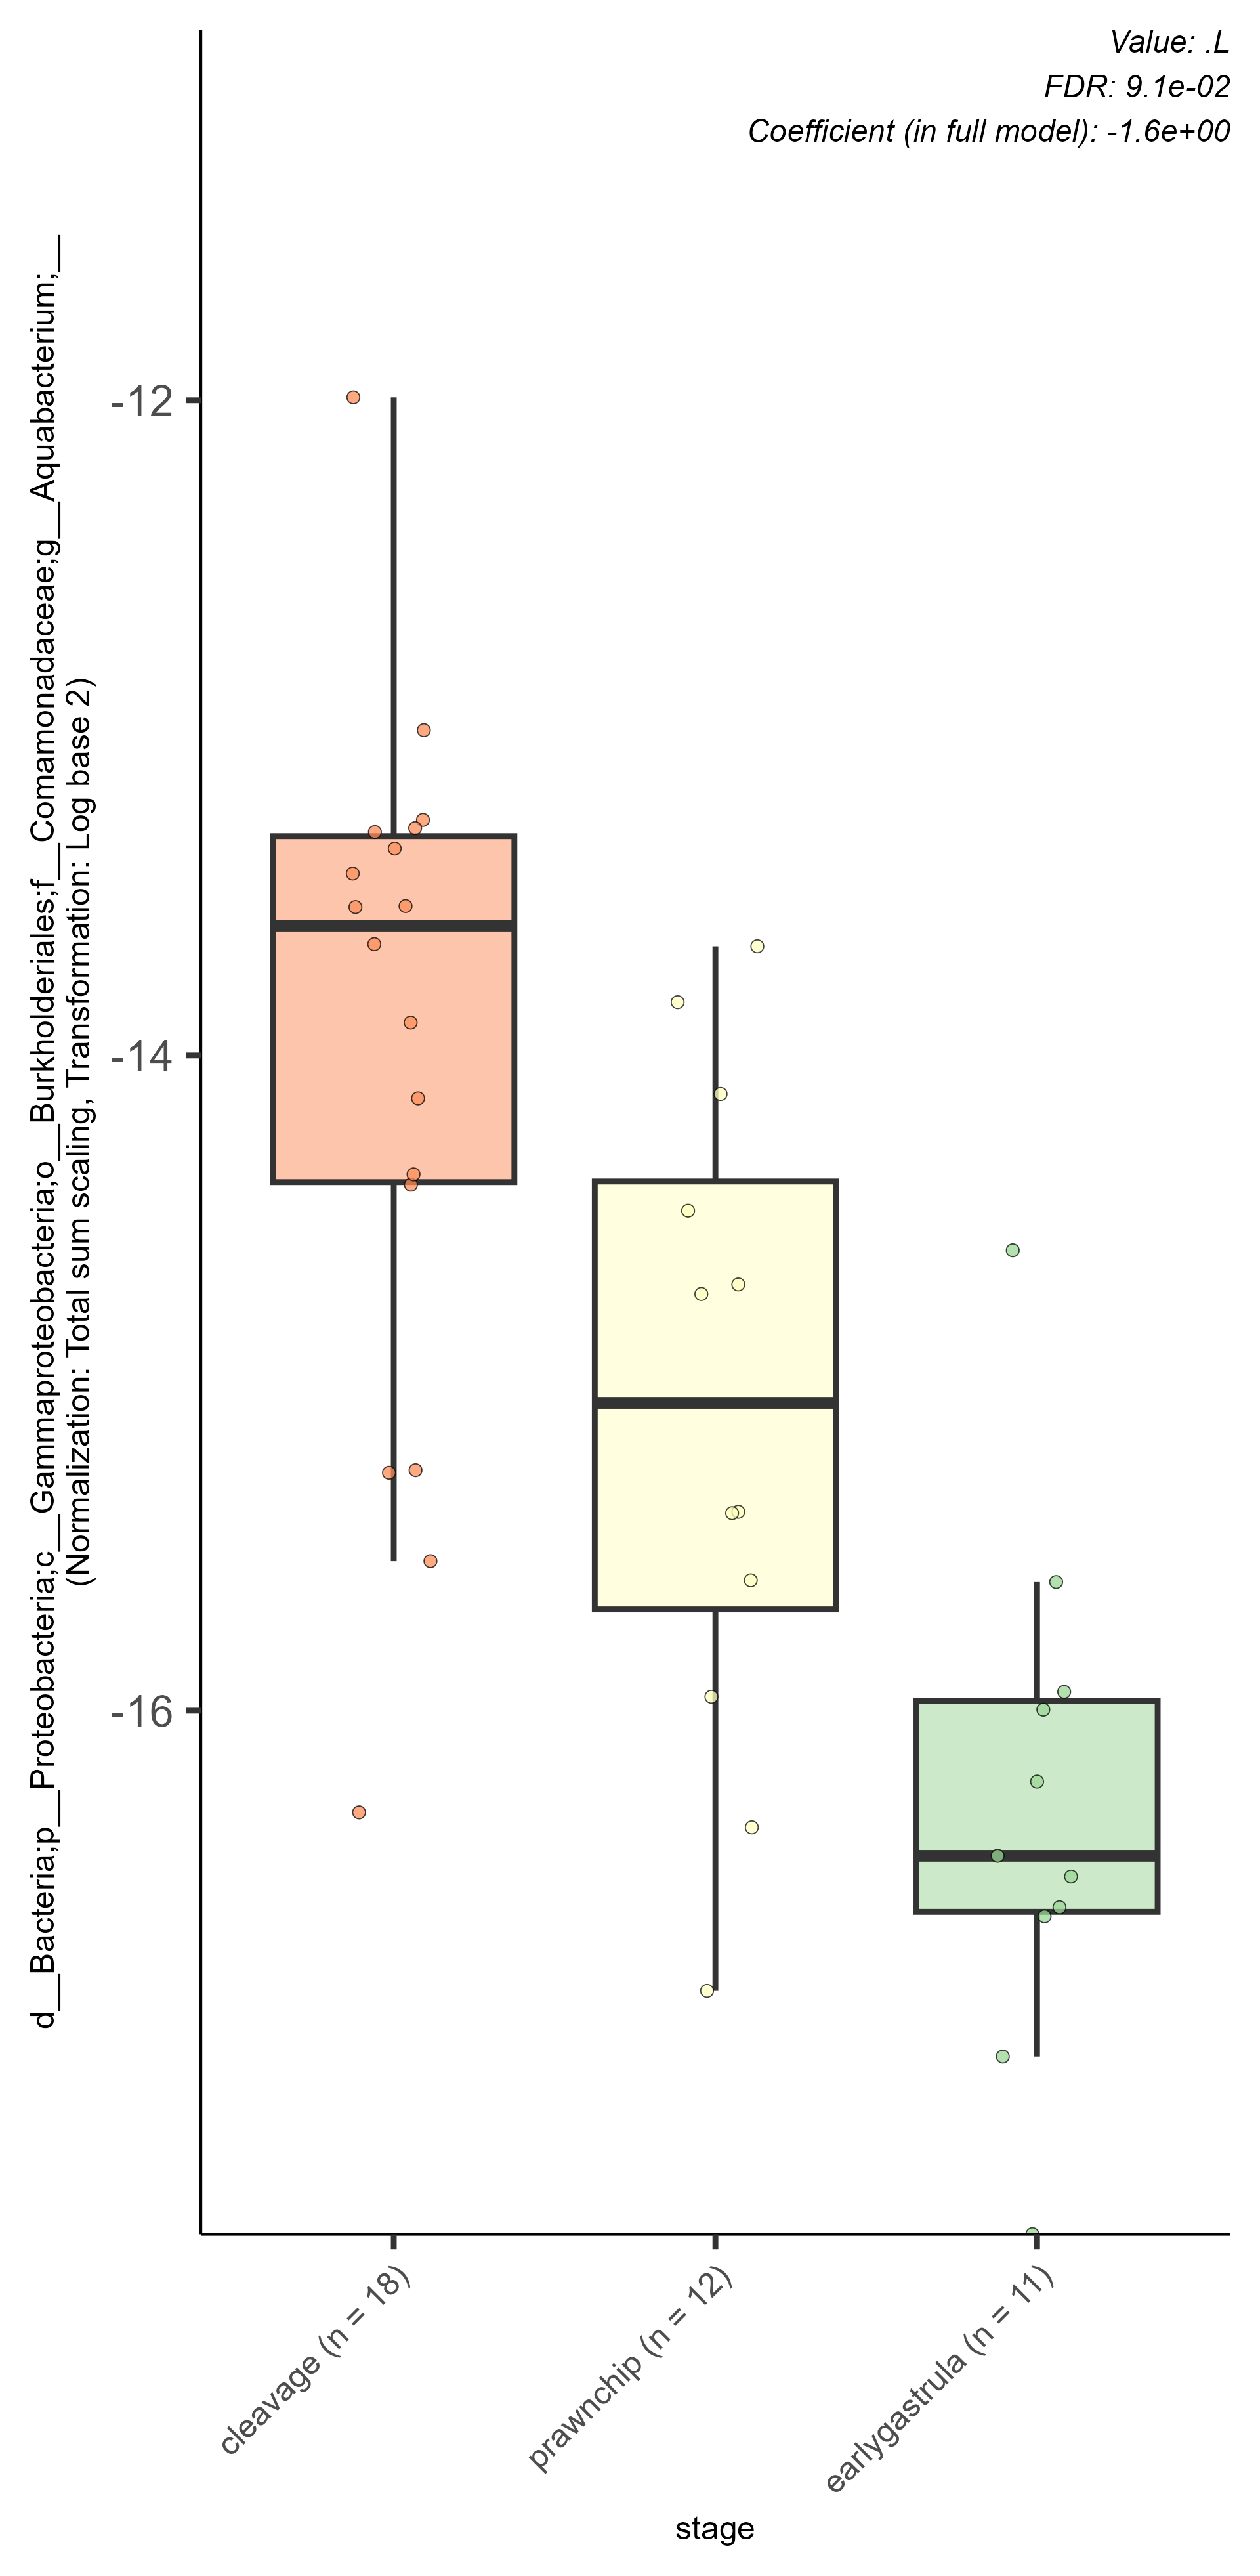 Value: .L
FDR: 9.1e-02
Coefficient (in full model): -1.6e+00
d__Bacteria;p__Proteobacteria;c__Gammaproteobacteria;o__Burkholderiales;f__Comamonadaceae;g__Aquabacterium;__
(Normalization: Total sum scaling, Transformation: Log base 2)
-12
-14
-16
cleavage (n = 18)
prawnchip (n = 12)
earlygastrula (n = 11)
stage